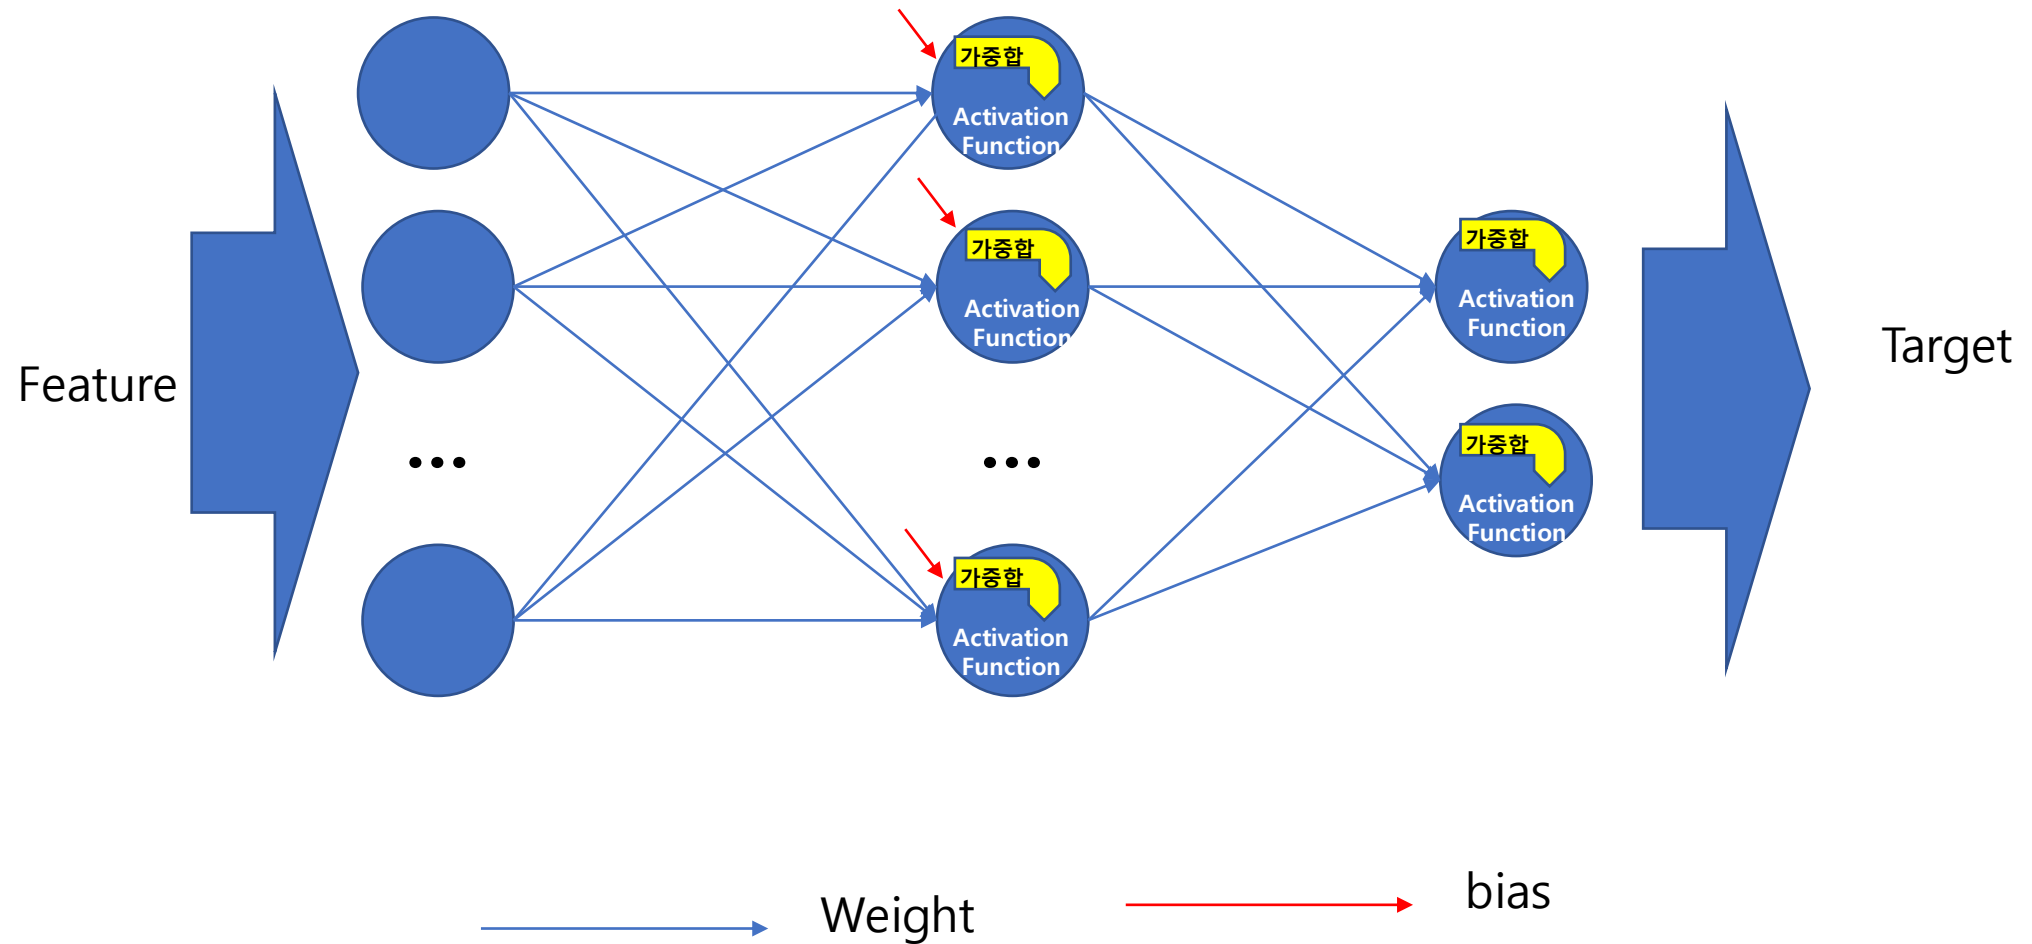 가중합
Activation
Function
가중합
Activation
Function
가중합
Activation
Function
Feature
Target
가중합
Activation
Function
...
...
가중합
Activation
Function
Weight
bias